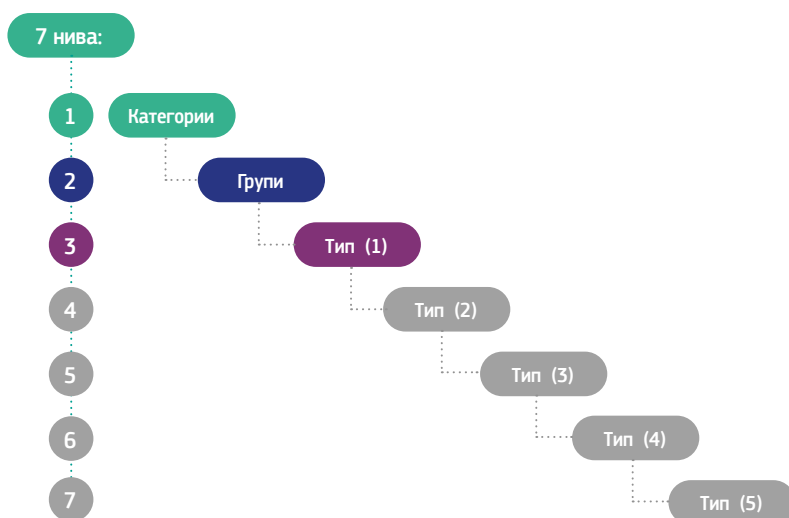 7 нива:
1 Категории
2 Групи
3 Тип (1)
4 Тип (2)
5 Тип (3)
6 Тип (4)
7 Тип (5)